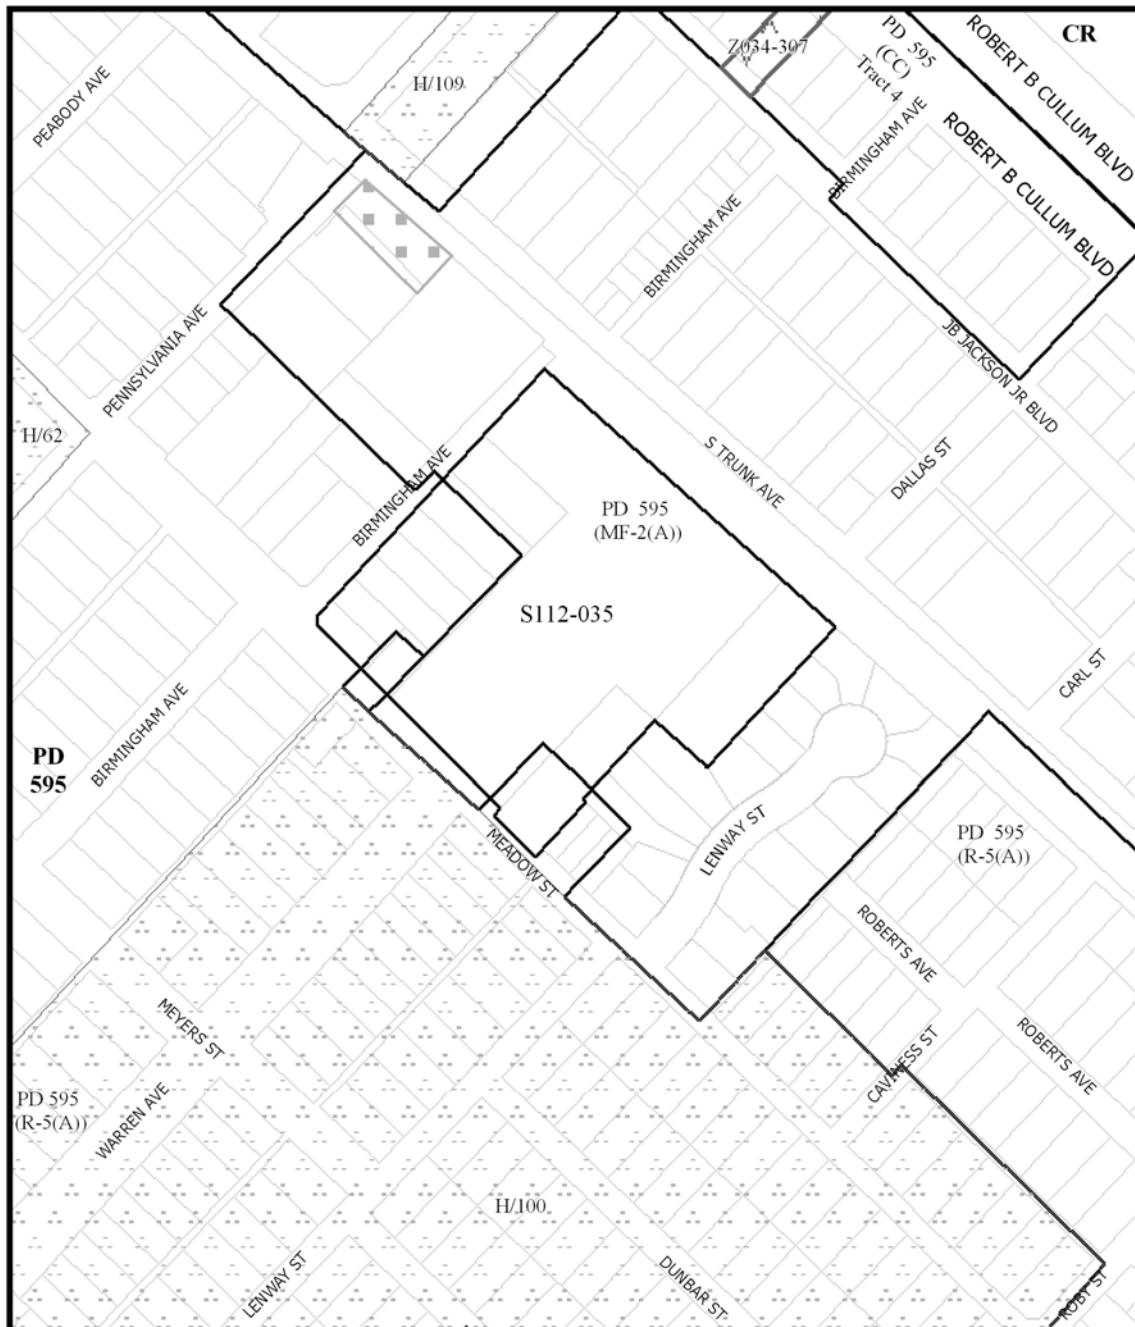 CR
ROBERT B CULLUM BLVD
PD 595
(CC)
Tract 4
Z034-307
H/109
PEABODY AVE
BIRMINGHAM AVE
ROBERT B CULLUM BLVD
BIRMINGHAM AVE
PENNSYLVANIA AVE
JB JACKSON JR BLVD
H/62
S TRUNK AVE
DALLAS ST
BIRMINGHAM AVE
PD 595
(MF-2(A))
S112-035
CARL ST
BIRMINGHAM AVE
PD
595
LENWAY ST
PD 595
(R-5(A))
MEADOW ST
ROBERTS AVE
MEYERS ST
CAVINESS ST
ROBERTS AVE
PD 595
(R-5(A))
WARREN AVE
H/100
LENWAY ST
DUNBAR ST
ROBY ST